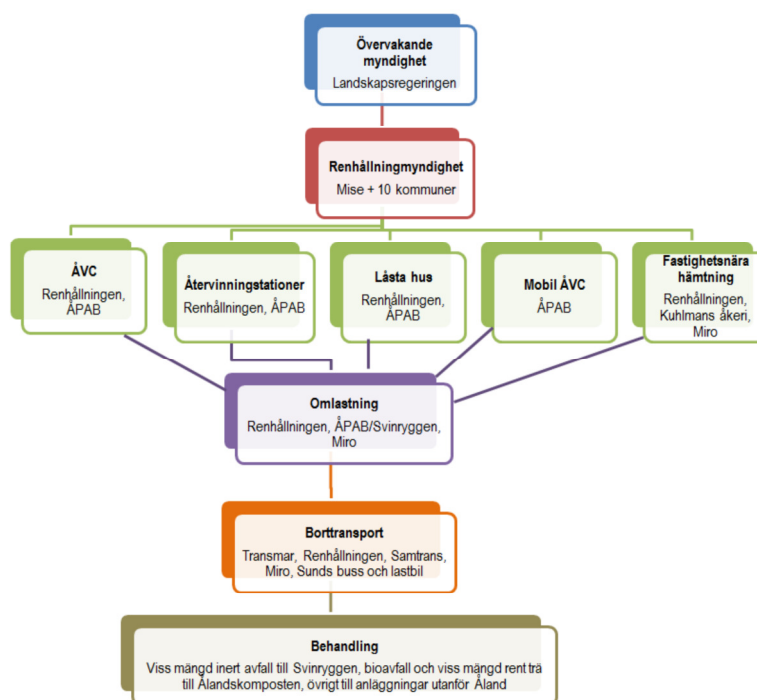 Övervakande
myndighet
Landskapsregeringen
Renhållningmyndighet
Mise + 10 kommuner
ÅVC
Renhållningen,
ÅPAB
Återvinningstationer
Renhållningen, ÅPAB
Låsta hus
Renhållningen,
ÅPAB
Mobil ÅVC
ÅPAB
Fastighetsnära
hämtning
Renhållningen,
Kuhlmans åkeri,
Miro
Omlastning
Renhållningen, ÅPAB/Svinryggen,
Miro
Borttransport
Transmar, Renhållningen, Samtrans,
Miro, Sunds buss och lastbil
Behandling
Viss mängd inert avfall till Svinryggen, bioavfall och viss mängd rent trä
till Ålandskomposten, övrigt till anläggningar utanför Åland